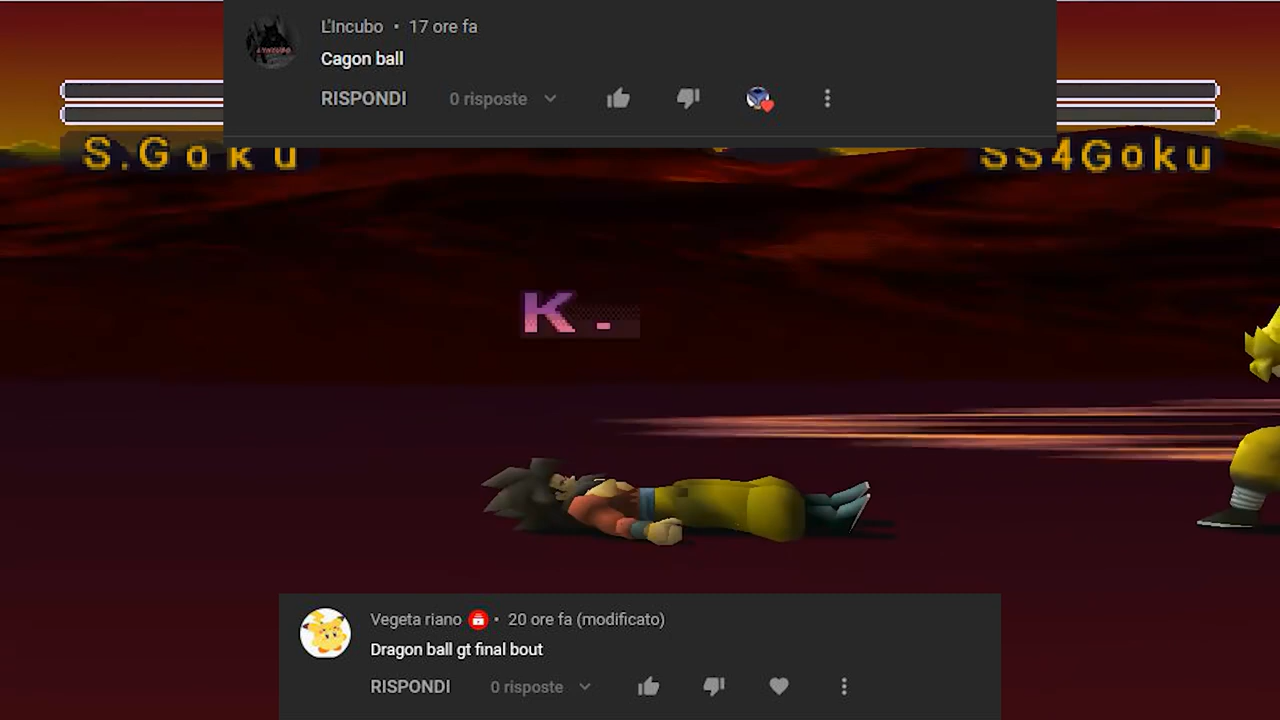 L'Incubo • 17 ore fa
Cagon ball
RISPONDI 0 risposte
S.Goku
SS4Goku
K.
Vegeta riano • 20 ore fa (modificato)
Dragon ball gt final bout
RISPONDI 0 risposte